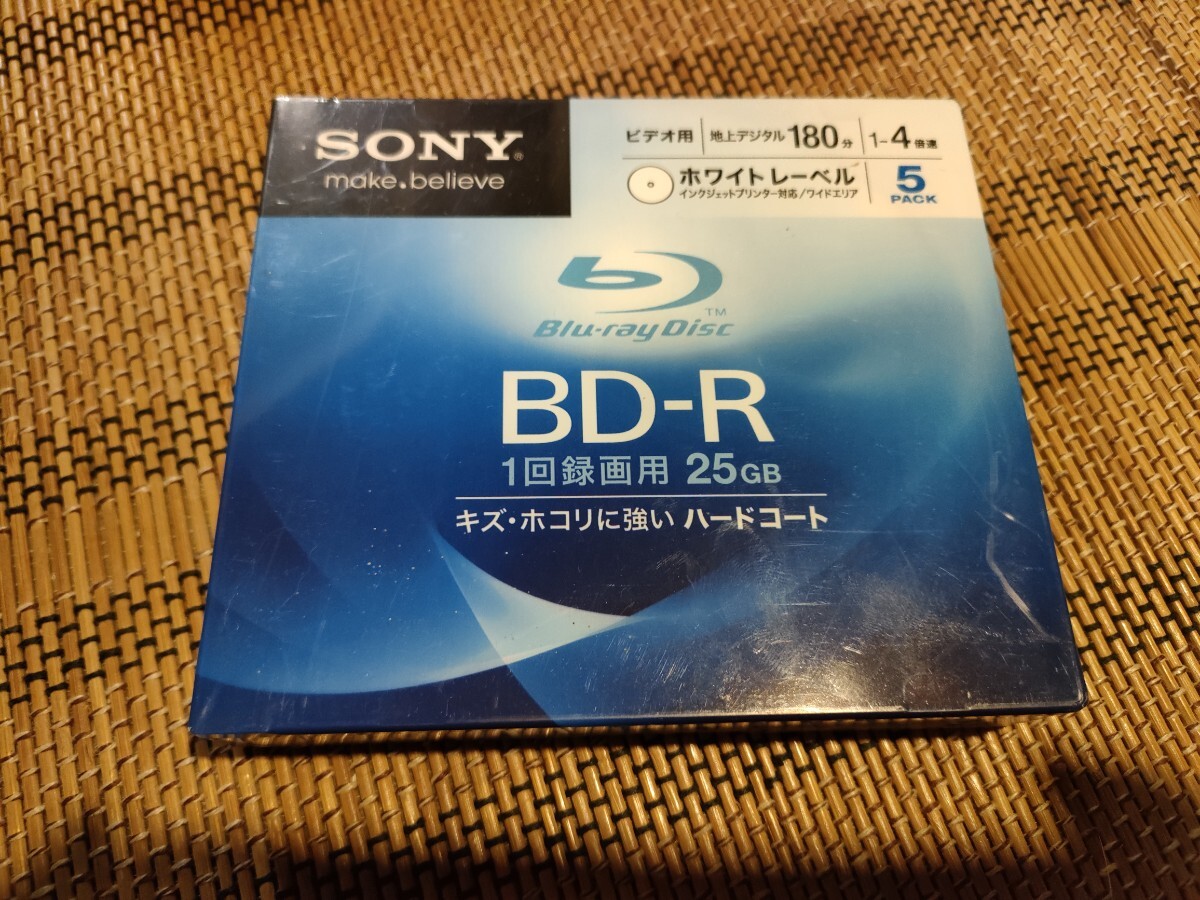 SONY®
make.believe
ビデオ用 地上デジタル180分 1-4倍速
ホワイトレーベル
インクジェットプリンター対応/ワイドエリア
5
PACK
Blu-ray Disc™
BD-R
1回録画用 25GB
キズ・ホコリに強い ハードコート